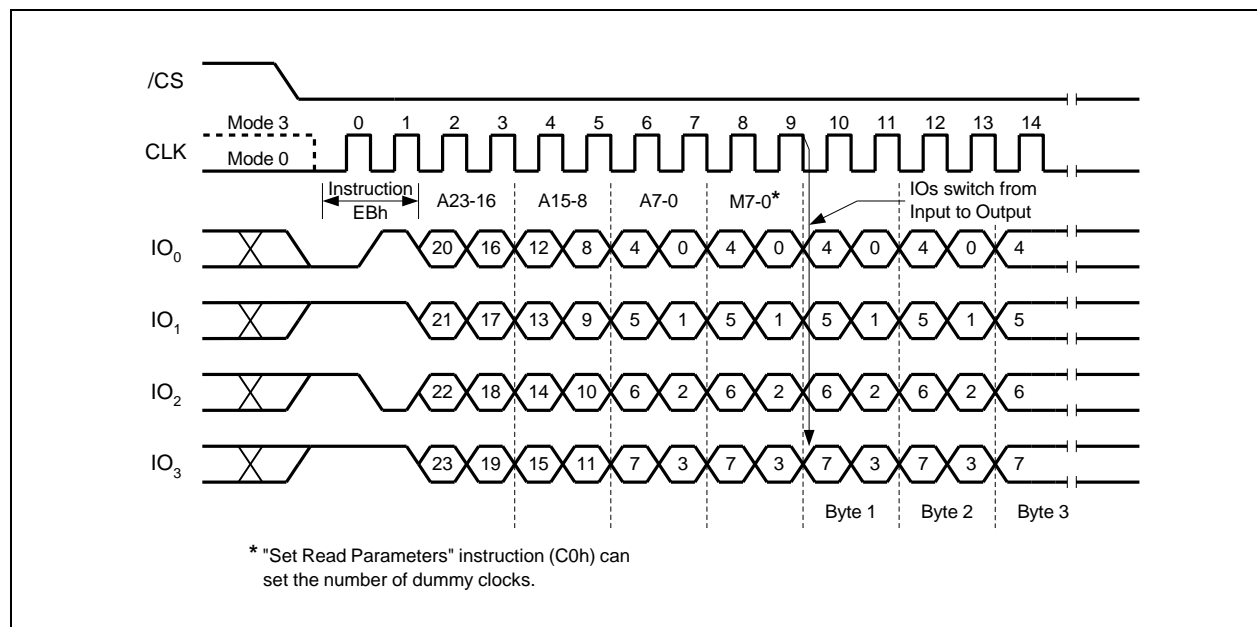 /CS
Mode 3 0 1 2 3 4 5 6 7 8 9 10 11 12 13 14
CLK
Mode 0
Instruction
EBh
A23-16 A15-8 A7-0 M7-0*
IOs switch from
Input to Output
IO0 20 16 12 8 4 0 4 0 4 0 4 0 4
IO1 21 17 13 9 5 1 5 1 5 1 5 1 5
IO2 22 18 14 10 6 2 6 2 6 2 6 2 6
IO3 23 19 15 11 7 3 7 3 7 3 7 3 7
Byte 1 Byte 2 Byte 3
* "Set Read Parameters" instruction (C0h) can
set the number of dummy clocks.